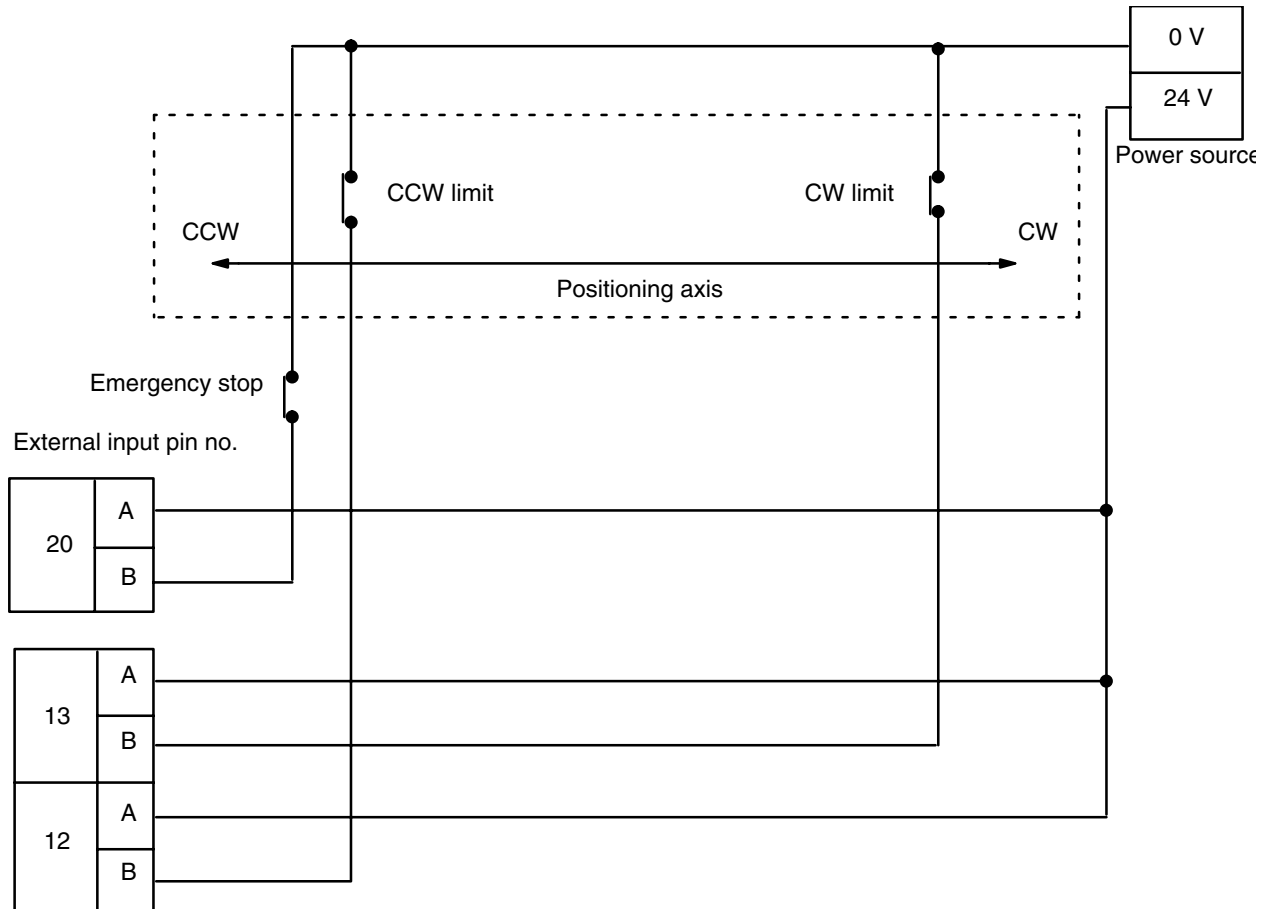 0 V
24 V
Power source
CCW limit
CW limit
CCW
CW
Positioning axis
Emergency stop
External input pin no.
20
A
B
13
A
B
12
A
B